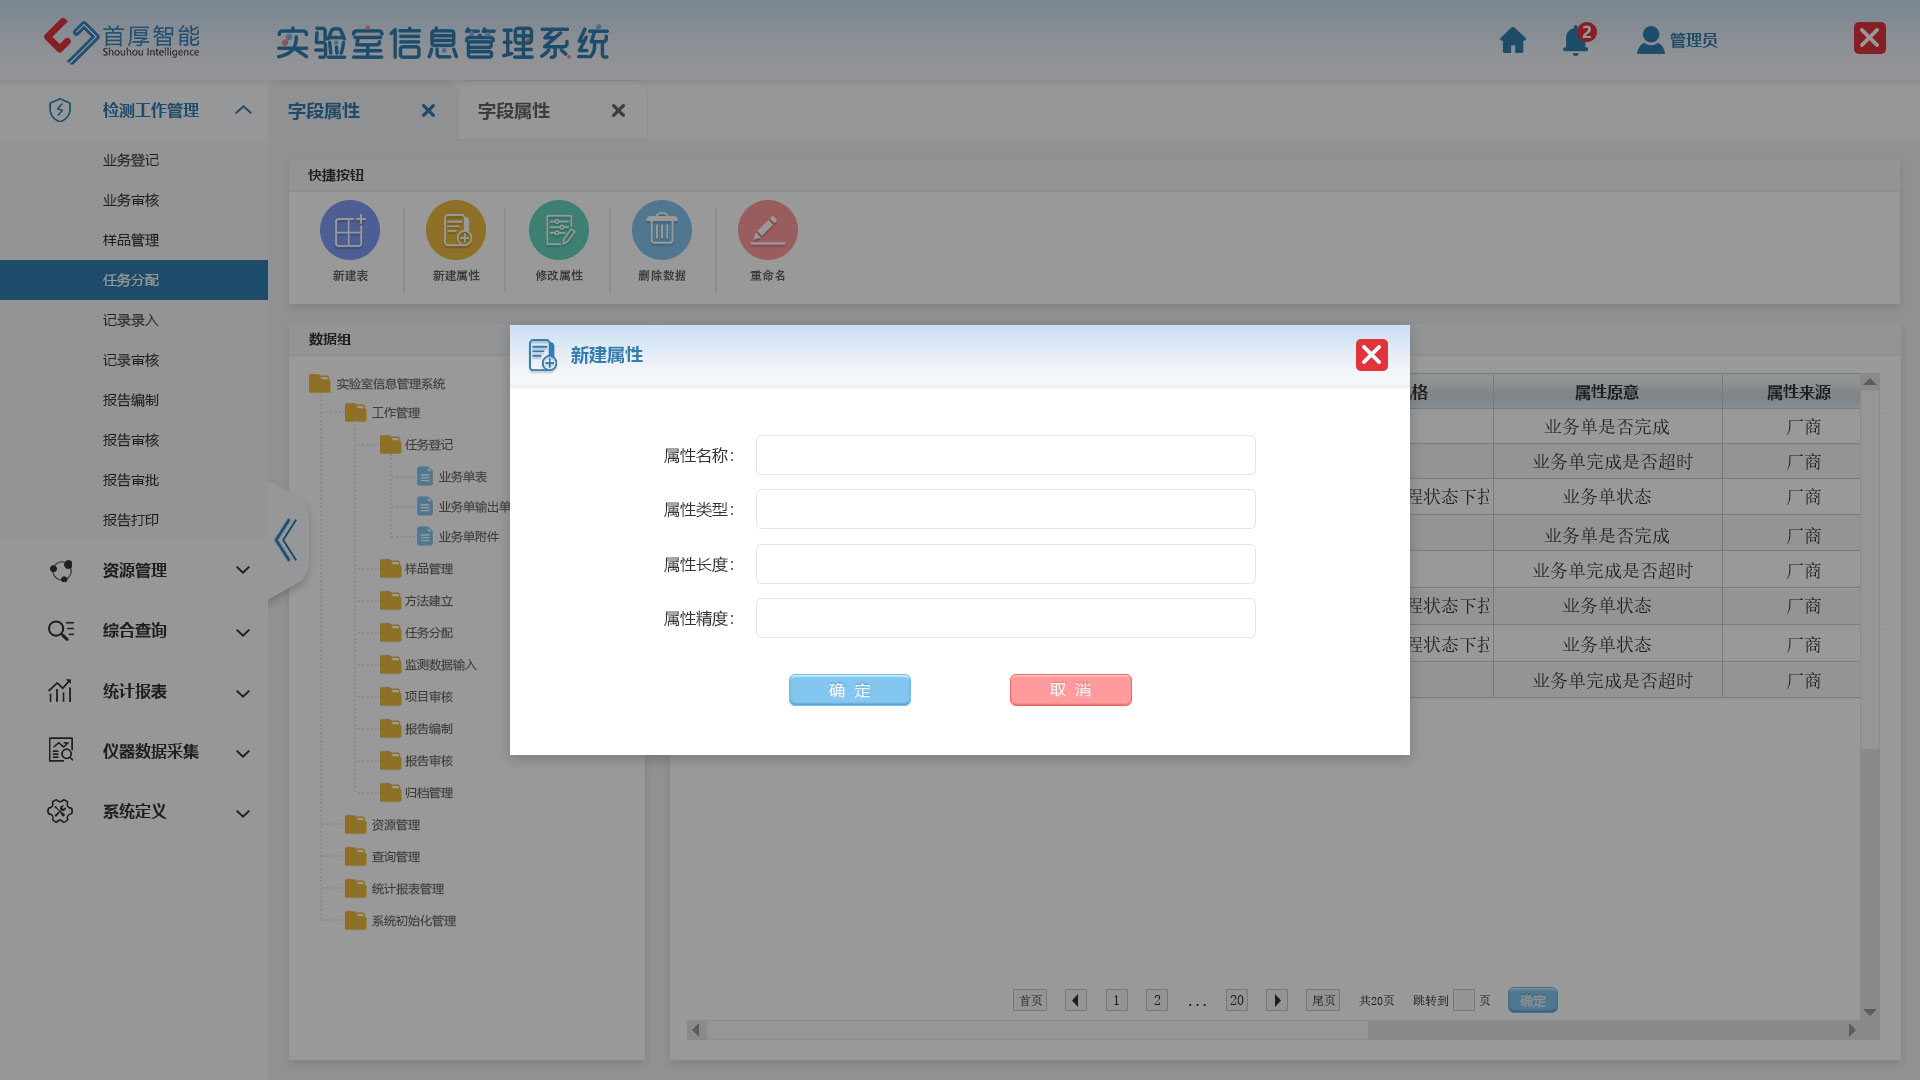 首厚智能
Shouhou Intelligence
实验室信息管理系统
2
管理员
检测工作管理
业务登记
业务审核
样品管理
任务分配
记录录入
记录审核
报告编制
报告审核
报告审批
报告打印
资源管理
综合查询
统计报表
仪器数据采集
系统定义
字段属性
字段属性
快捷按钮
新建表
新建属性
修改属性
删除数据
重命名
数据组
实验室信息管理系统
工作管理
任务登记
业务单表
业务单输出单
业务单附件
样品管理
方法建立
任务分配
监测数据输入
项目审核
报告编制
报告审核
归档管理
资源管理
查询管理
统计报表管理
系统初始化管理
新建属性
属性名称：
属性类型：
属性长度：
属性精度：
确 定
取 消
格 属性原意 属性来源
业务单是否完成 厂商
业务单完成是否超时 厂商
程状态下拉 业务单状态 厂商
业务单是否完成 厂商
业务单完成是否超时 厂商
程状态下拉 业务单状态 厂商
程状态下拉 业务单状态 厂商
业务单完成是否超时 厂商
首页 1 2 ... 20 尾页 共20页 跳转到 页 确定